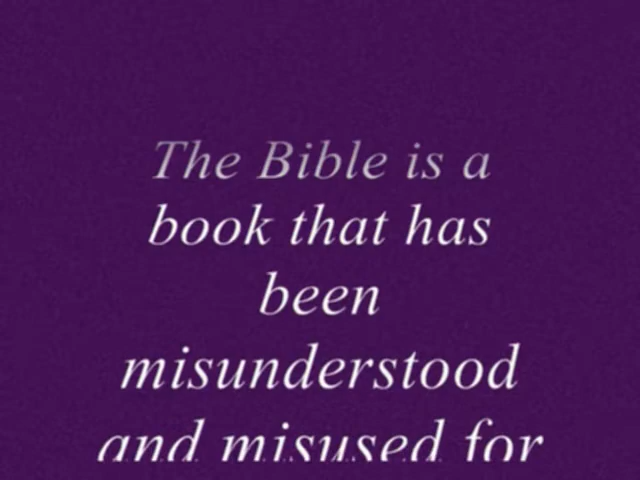 The Bible is a
book that has
been
misunderstood
and misused for